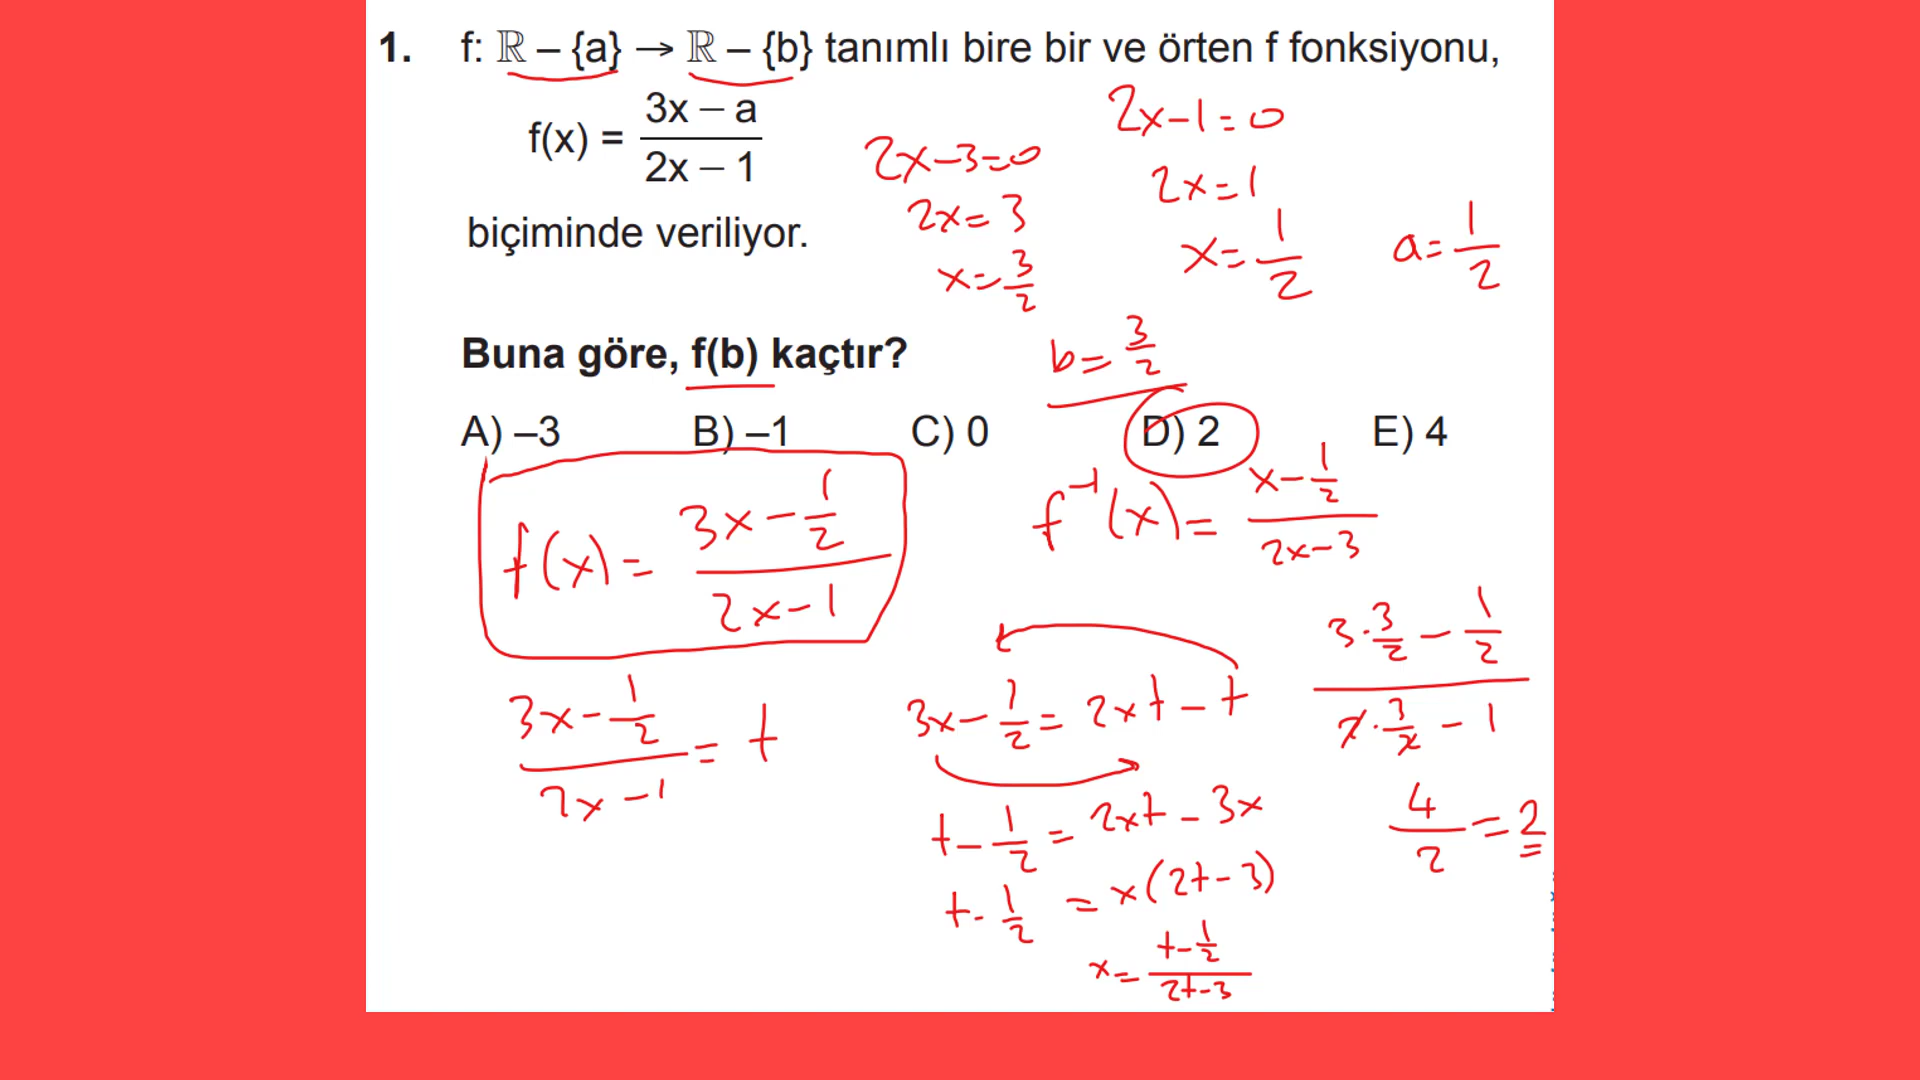 1. f: ℝ – {a} → ℝ – {b} tanımlı bire bir ve örten f fonksiyonu,
f(x) = (3x – a)/(2x – 1)
biçiminde veriliyor.
2x-3=0
2x=3
x=3/2
2x-1=0
2x=1
x=1/2
a=1/2
Buna göre, f(b) kaçtır?
b=3/2
A) –3 B) –1 C) 0 D) 2 E) 4
f(x)= (3x-1/2)/(2x-1)
f⁻¹(x)= (x-1/2)/(2x-3)
(3x-1/2)/(2x-1) = t
3x-1/2=2xt-t
t-1/2=2xt-3x
t-1/2 =x(2t-3)
x= (t-1/2)/(2t-3)
(3·3/2-1/2)/(2·3/2-1)
4/2=2